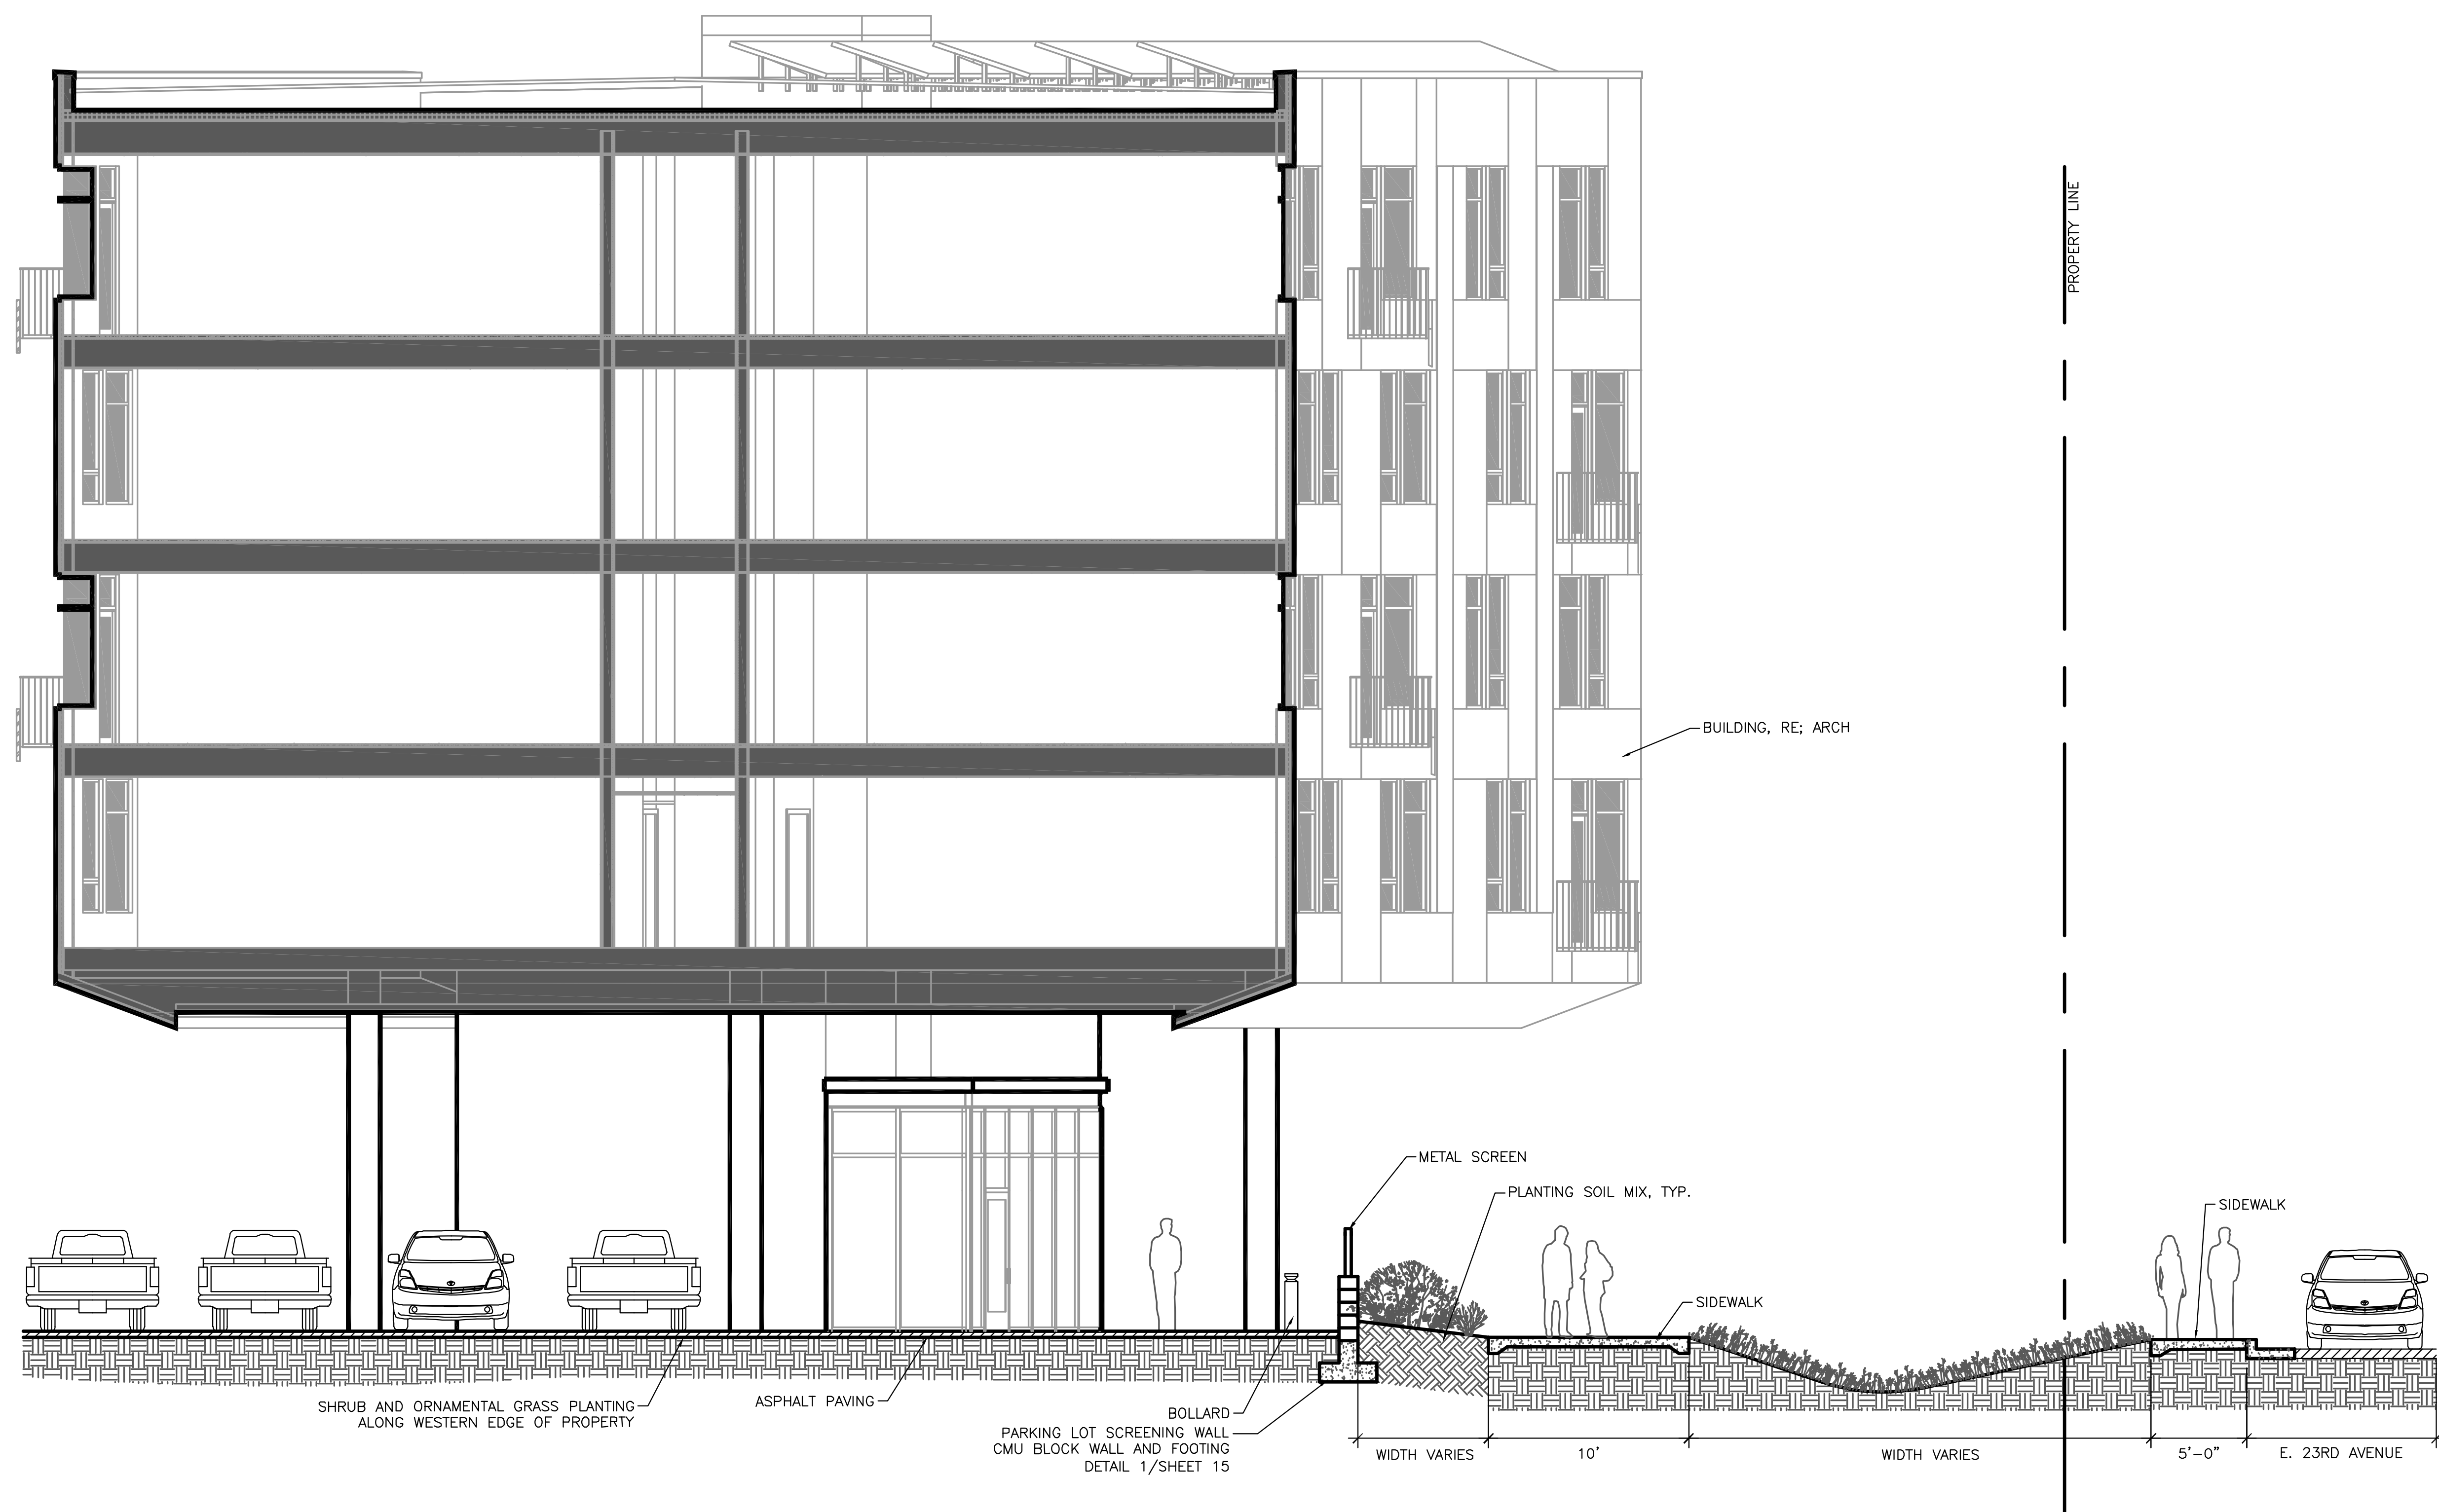 PROPERTY LINE
BUILDING, RE; ARCH
METAL SCREEN
PLANTING SOIL MIX, TYP.
SIDEWALK
SIDEWALK
SHRUB AND ORNAMENTAL GRASS PLANTING
ALONG WESTERN EDGE OF PROPERTY
ASPHALT PAVING
BOLLARD
PARKING LOT SCREENING WALL
CMU BLOCK WALL AND FOOTING
DETAIL 1/SHEET 15
WIDTH VARIES
10'
WIDTH VARIES
5'-0"
E. 23RD AVENUE